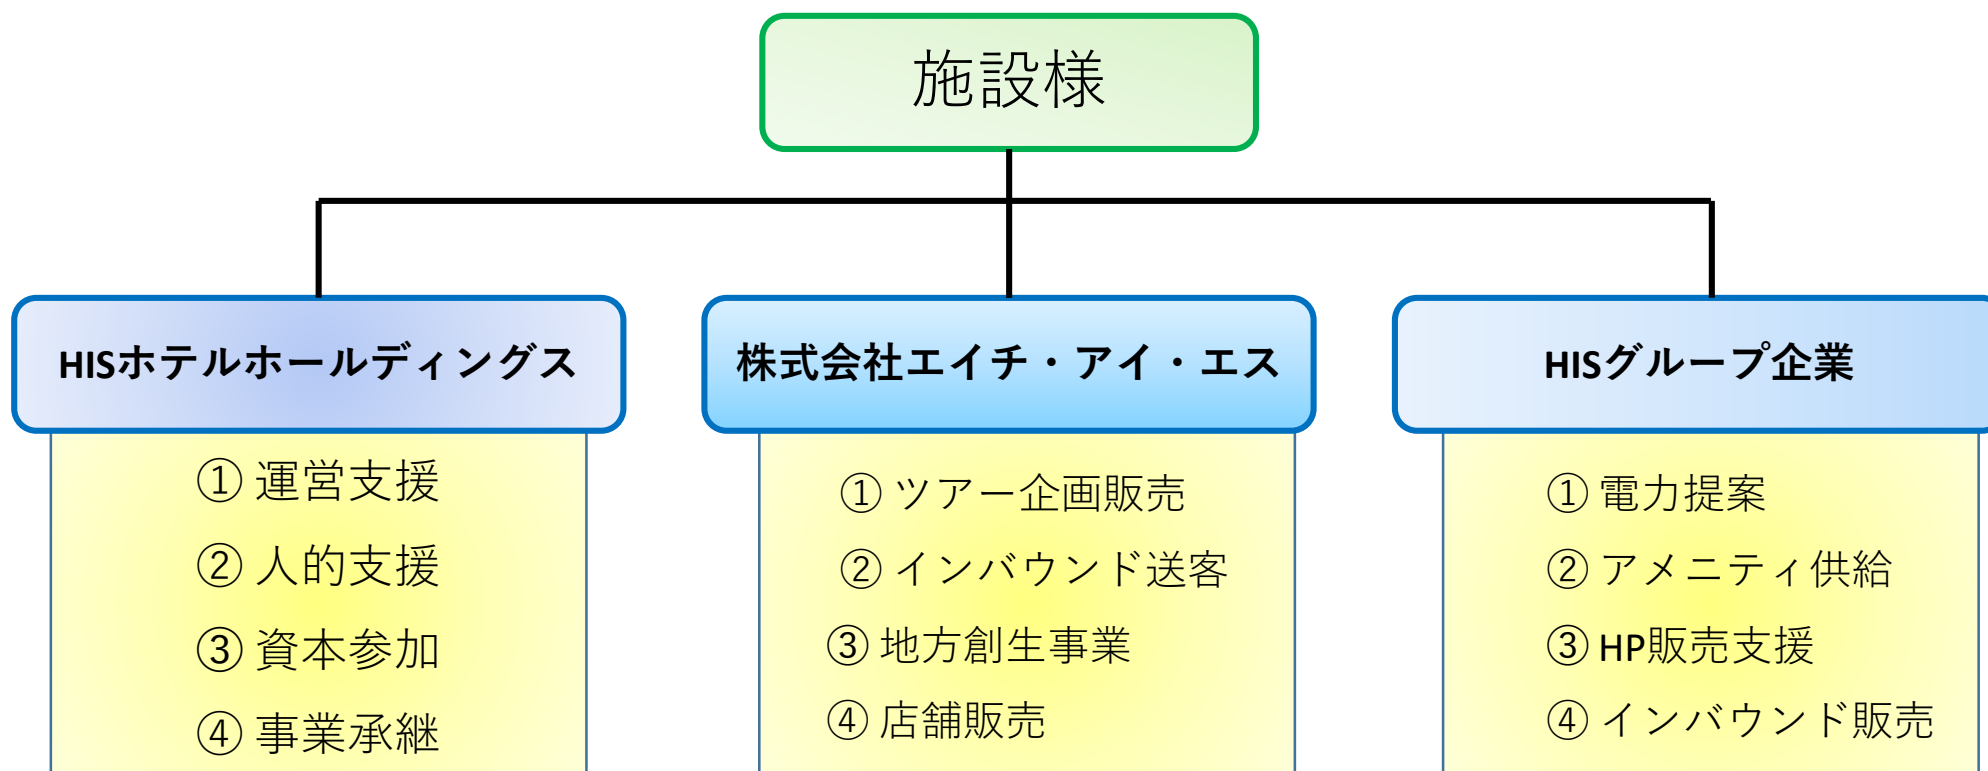 施設様
HISホテルホールディングス
① 運営支援
② 人的支援
③ 資本参加
④ 事業承継
株式会社エイチ・アイ・エス
① ツアー企画販売
② インバウンド送客
③ 地方創生事業
④ 店舗販売
HISグループ企業
① 電力提案
② アメニティ供給
③ HP販売支援
④ インバウンド販売